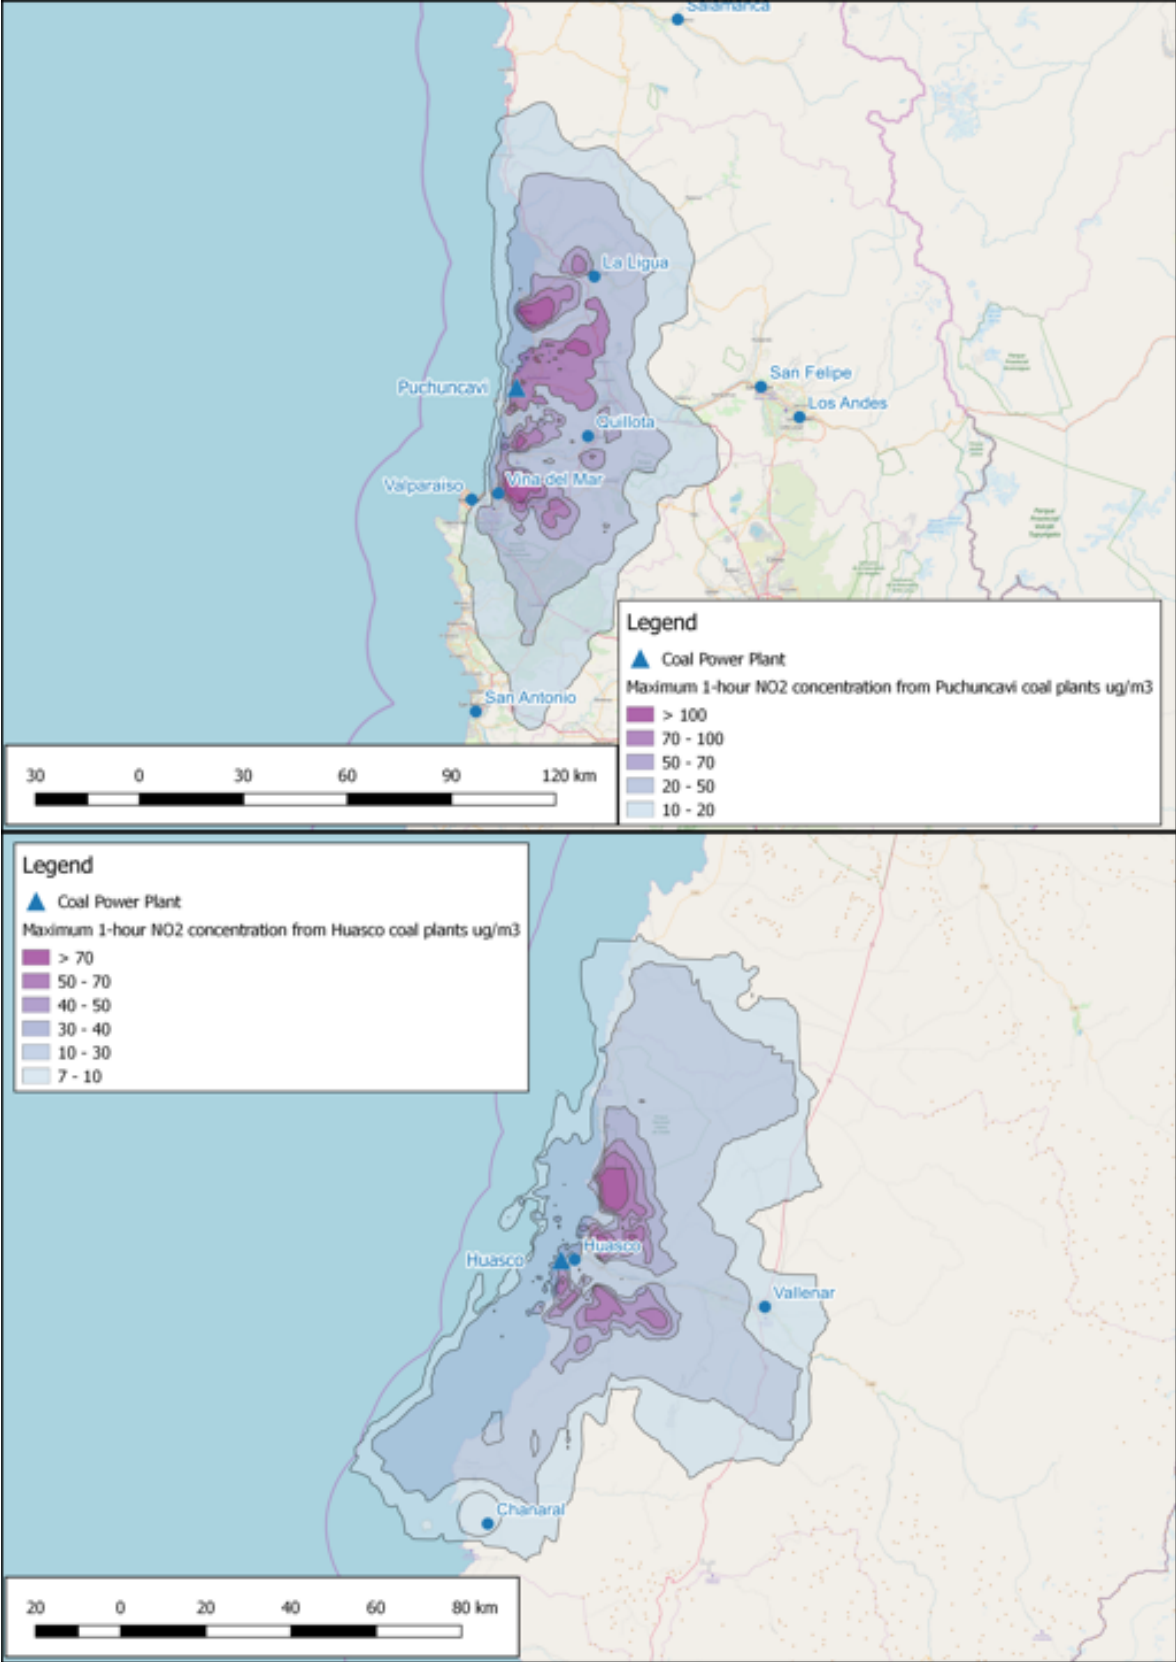 Salamanca
La Ligua
San Felipe
Puchuncavi
Los Andes
Quillota
Valparaiso
Vina del Mar
San Antonio
Legend
Coal Power Plant
Maximum 1-hour NO2 concentration from Puchuncavi coal plants ug/m3
> 100
70 - 100
50 - 70
20 - 50
10 - 20
30 0 30 60 90 120 km
Legend
Coal Power Plant
Maximum 1-hour NO2 concentration from Huasco coal plants ug/m3
> 70
50 - 70
40 - 50
30 - 40
10 - 30
7 - 10
Huasco
Huasco
Vallenar
Chanaral
20 0 20 40 60 80 km